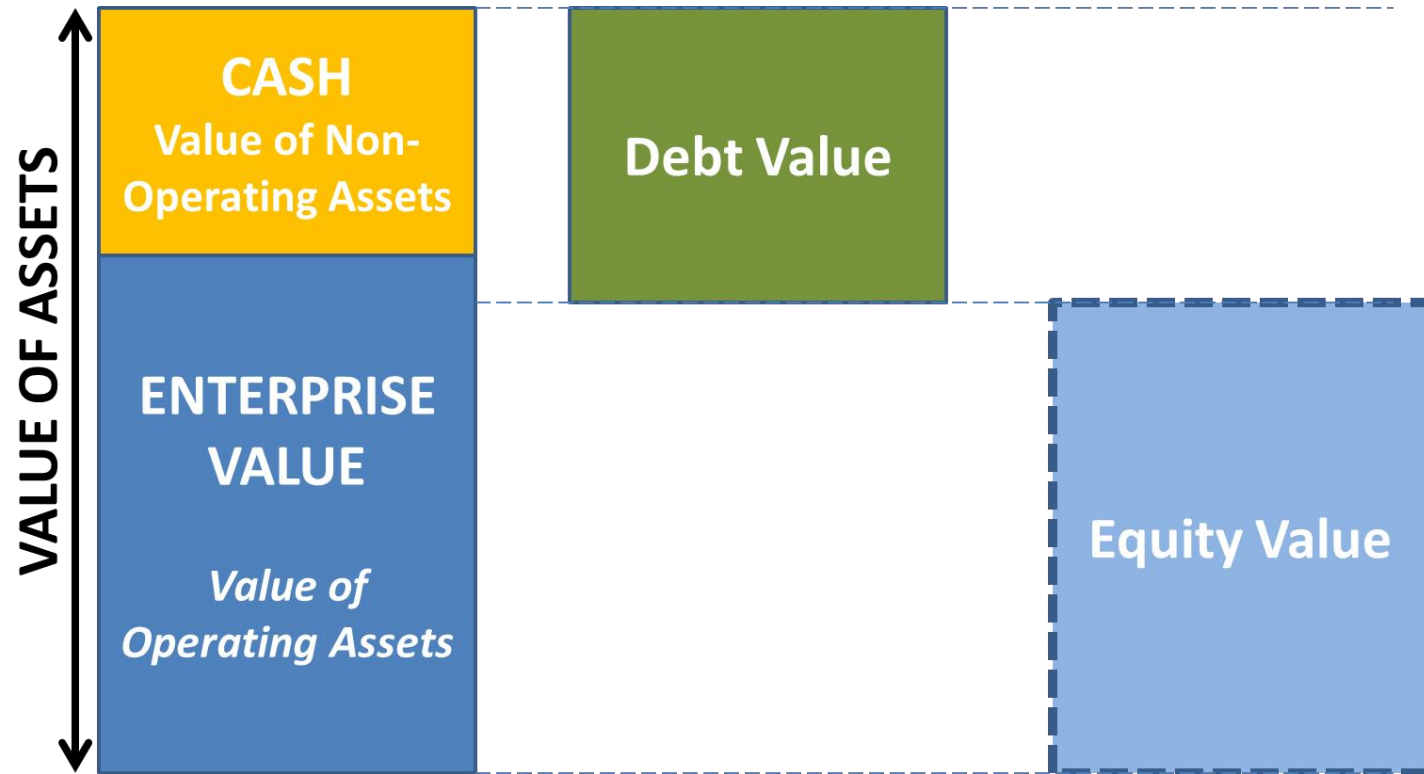 VALUE OF ASSETS
CASH
Value of Non-
Operating Assets
ENTERPRISE
VALUE
Value of
Operating Assets
Debt Value
Equity Value